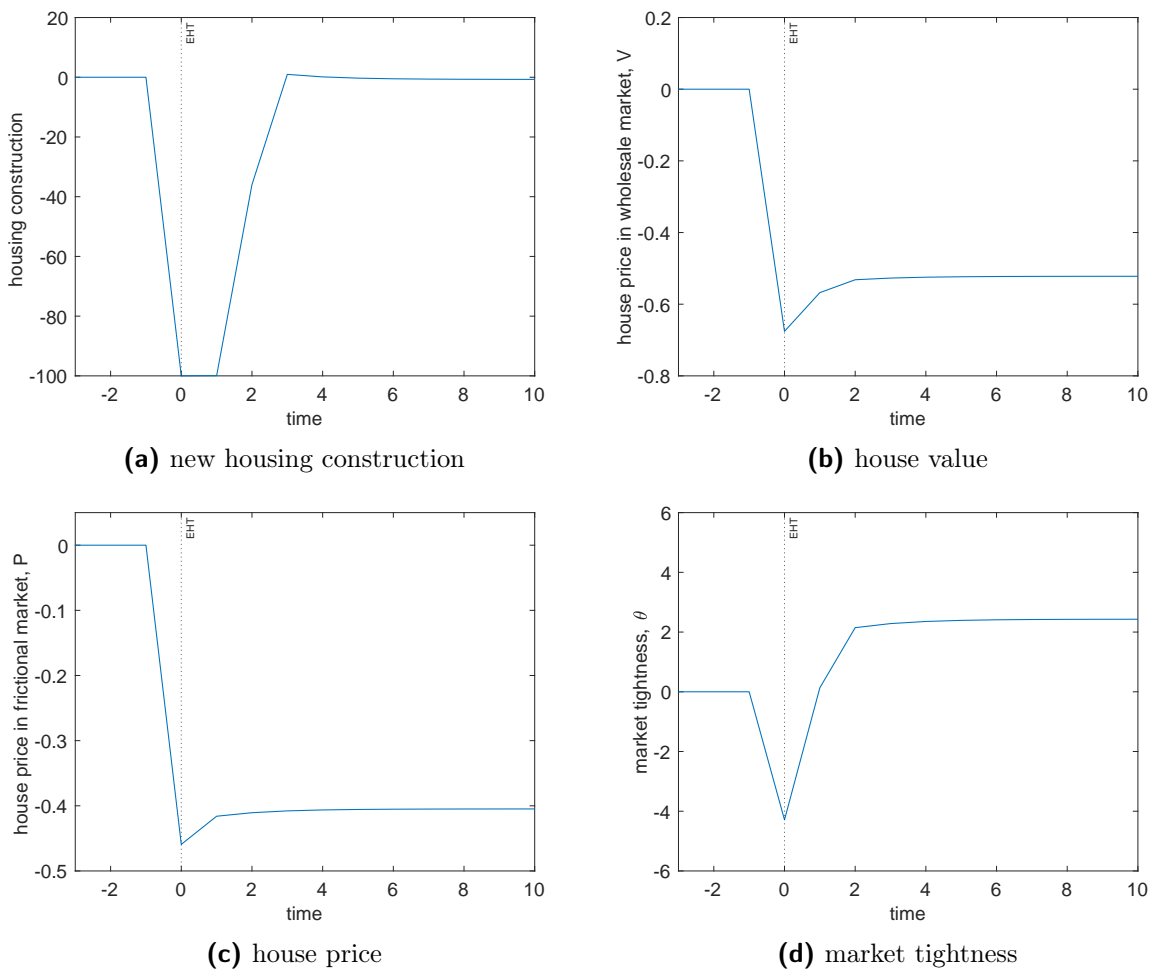 20
0
-20
-40
-60
-80
-100
-2 0 2 4 6 8 10
time
housing construction
EHT
(a) new housing construction
0.2
0
-0.2
-0.4
-0.6
-0.8
-2 0 2 4 6 8 10
time
house price in wholesale market, V
EHT
(b) house value
0
-0.1
-0.2
-0.3
-0.4
-0.5
-2 0 2 4 6 8 10
time
house price in frictional market, P
EHT
(c) house price
6
4
2
0
-2
-4
-6
-2 0 2 4 6 8 10
time
market tightness, θ
EHT
(d) market tightness